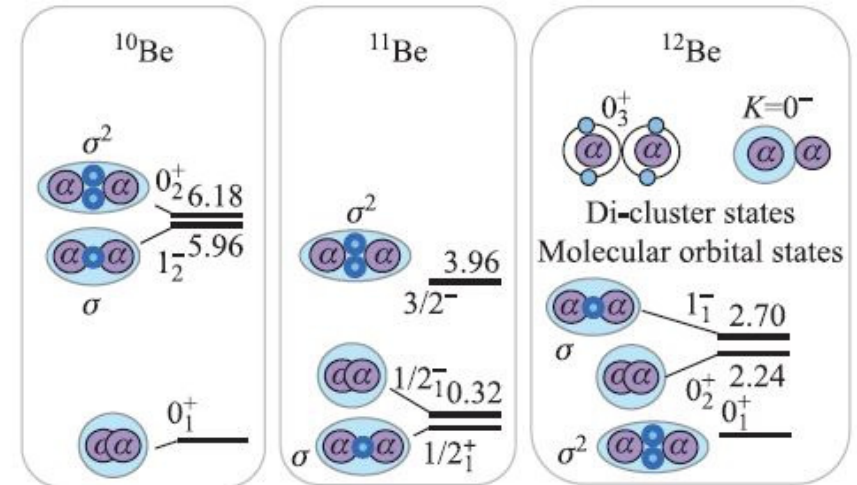 ¹⁰Be
σ²
α α
0₂⁺ 6.18
α α
1₂⁻ 5.96
σ
α α
0₁⁺
¹¹Be
σ²
α α
3.96
3/2⁻
α α
1/2₁⁻ 0.32
σ α α
1/2₁⁺
¹²Be
0₃⁺ K=0⁻
α α α α
Di-cluster states
Molecular orbital states
α α
1₁⁻ 2.70
σ
α α
0₂⁺ 2.24
0₁⁺
σ² α α